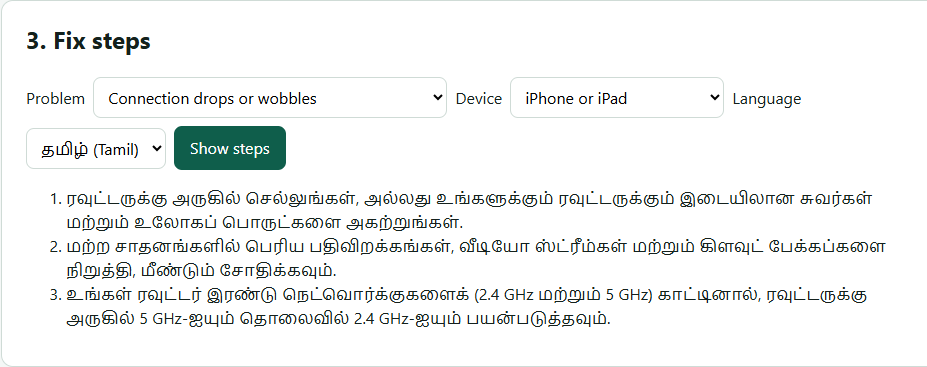 3. Fix steps
Problem Connection drops or wobbles Device iPhone or iPad Language
தமிழ் (Tamil) Show steps
1. ரவுட்டருக்கு அருகில் செல்லுங்கள், அல்லது உங்களுக்கும் ரவுட்டருக்கும் இடையிலான சுவர்கள்
மற்றும் உலோகப் பொருட்களை அகற்றுங்கள்.
2. மற்ற சாதனங்களில் பெரிய பதிவிறக்கங்கள், வீடியோ ஸ்ட்ரீம்கள் மற்றும் கிளவுட் பேக்கப்களை
நிறுத்தி, மீண்டும் சோதிக்கவும்.
3. உங்கள் ரவுட்டர் இரண்டு நெட்வொர்க்குகளைக் (2.4 GHz மற்றும் 5 GHz) காட்டினால், ரவுட்டருக்கு
அருகில் 5 GHz-ஐயும் தொலைவில் 2.4 GHz-ஐயும் பயன்படுத்தவும்.